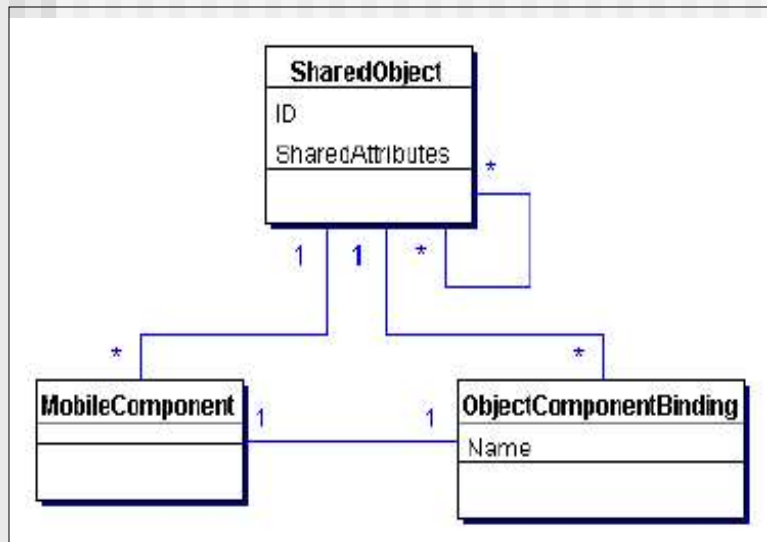 SharedObject
ID
SharedAttributes
*
1 1 *
* *
MobileComponent
1 1
ObjectComponentBinding
Name